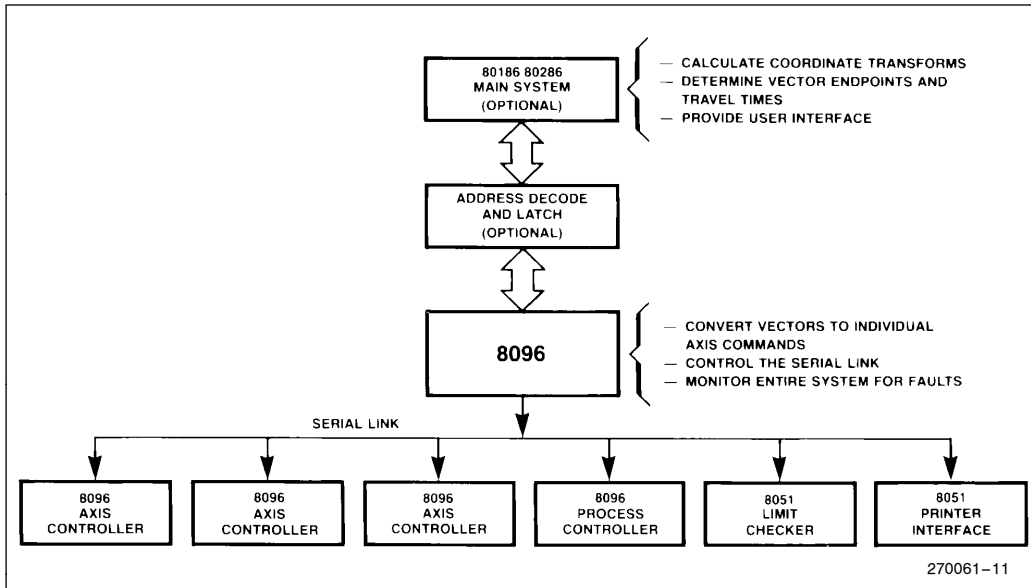 80186 80286
MAIN SYSTEM
(OPTIONAL)
— CALCULATE COORDINATE TRANSFORMS
— DETERMINE VECTOR ENDPOINTS AND
TRAVEL TIMES
— PROVIDE USER INTERFACE
ADDRESS DECODE
AND LATCH
(OPTIONAL)
8096
— CONVERT VECTORS TO INDIVIDUAL
AXIS COMMANDS
— CONTROL THE SERIAL LINK
— MONITOR ENTIRE SYSTEM FOR FAULTS
SERIAL LINK
8096
AXIS
CONTROLLER
8096
AXIS
CONTROLLER
8096
AXIS
CONTROLLER
8096
PROCESS
CONTROLLER
8051
LIMIT
CHECKER
8051
PRINTER
INTERFACE
270061–11